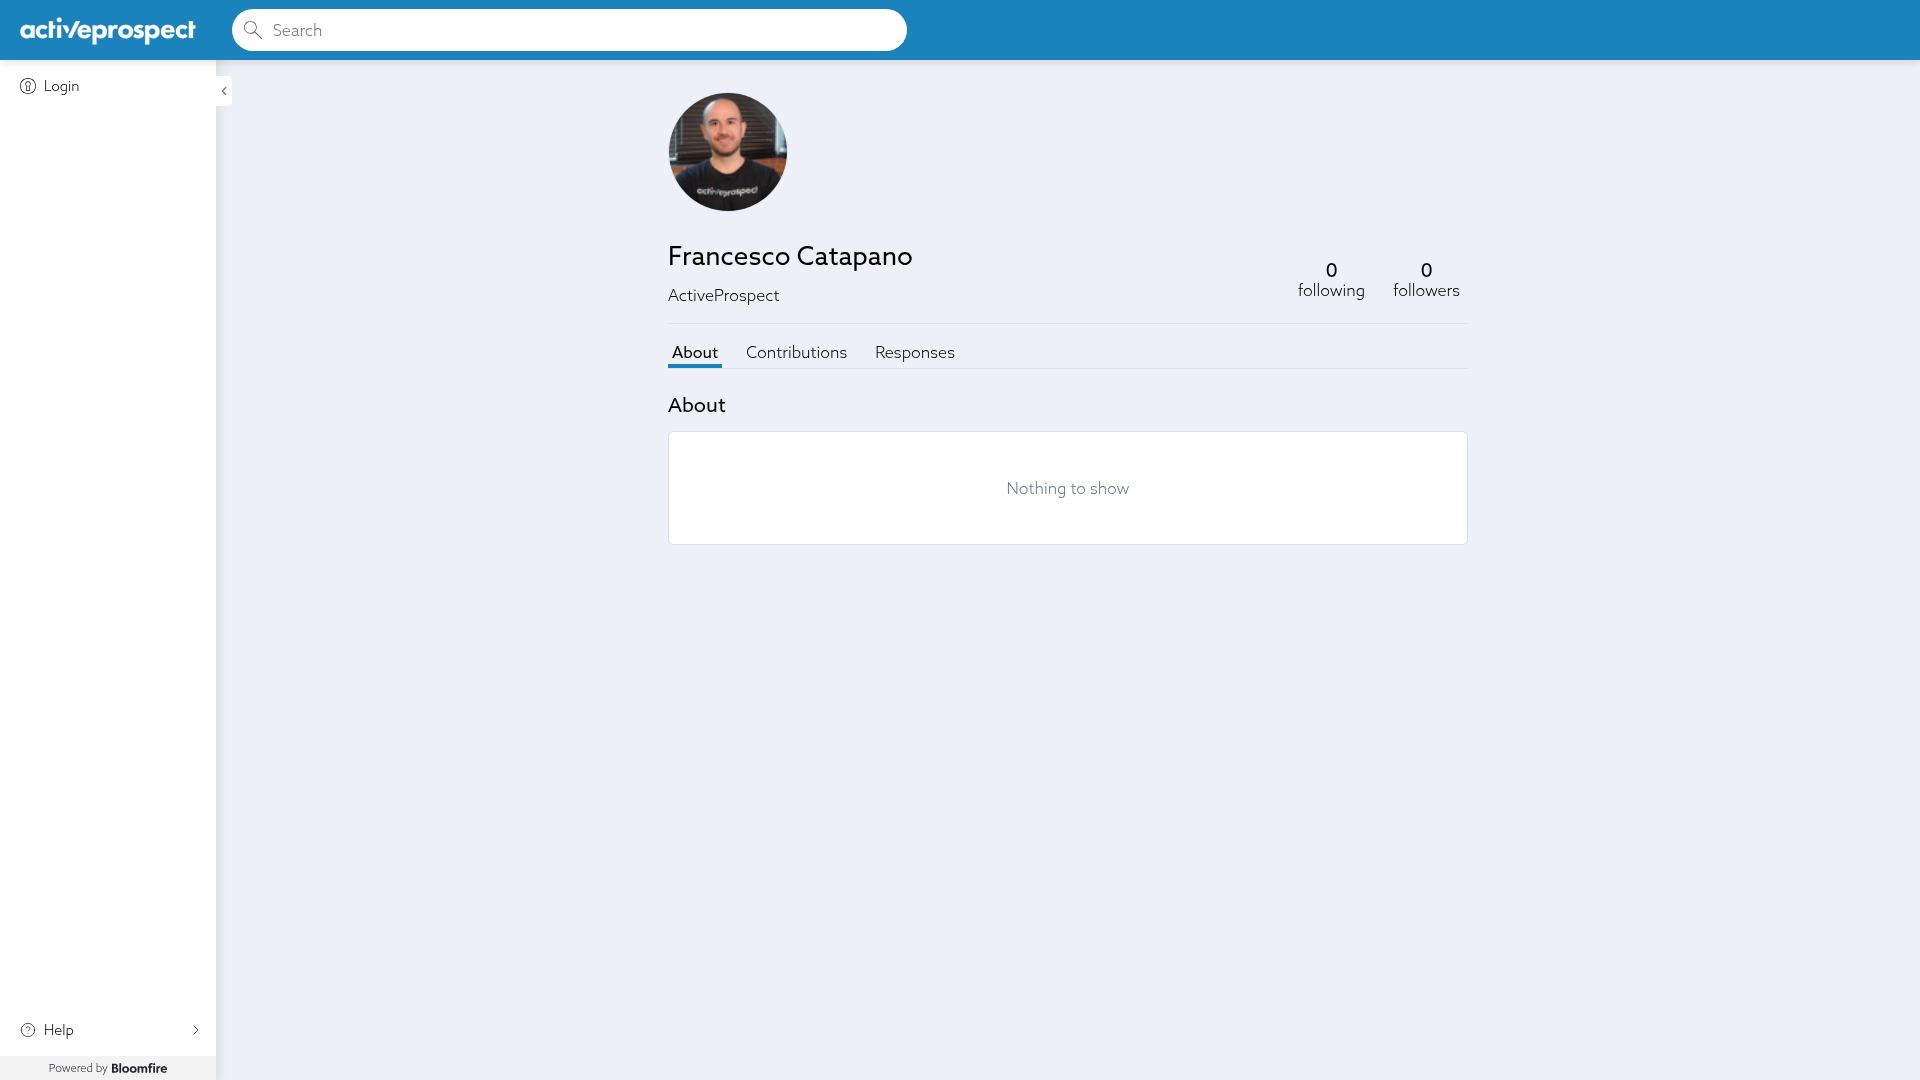 activeprospect
Search
Login
activeprospect
Francesco Catapano
ActiveProspect
0
following
0
followers
About
Contributions
Responses
About
Nothing to show
Help
Powered by Bloomfire